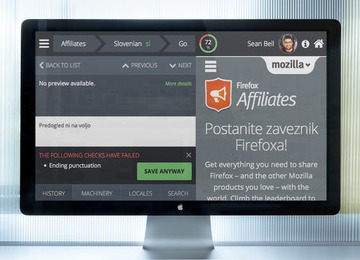 Affiliates
Slovenian sl
Go
72
Sean Bell
BACK TO LIST
PREVIOUS
NEXT
No preview available.
More details
Predogled ni na voljo
THE FOLLOWING CHECKS HAVE FAILED
Ending punctuation
SAVE ANYWAY
HISTORY
MACHINERY
LOCALES
SEARCH
mozilla
Firefox
Affiliates
Postanite zaveznik
Firefoxa!
Get everything you need to share
Firefox – and the other Mozilla
products you love – with the
world. Climb the leaderboard to